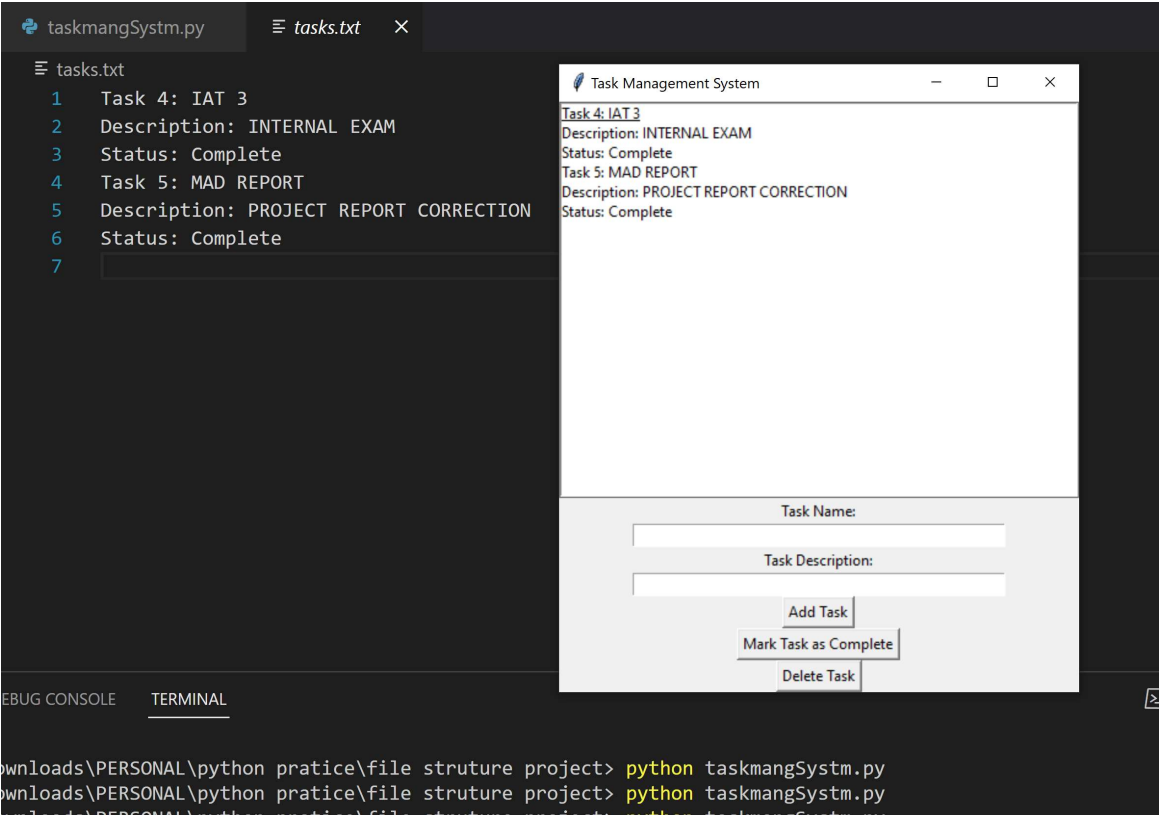 taskmangSystm.py
tasks.txt
tasks.txt
1 Task 4: IAT 3
2 Description: INTERNAL EXAM
3 Status: Complete
4 Task 5: MAD REPORT
5 Description: PROJECT REPORT CORRECTION
6 Status: Complete
7
Task Management System
Task 4: IAT 3
Description: INTERNAL EXAM
Status: Complete
Task 5: MAD REPORT
Description: PROJECT REPORT CORRECTION
Status: Complete
Task Name:
Task Description:
Add Task
Mark Task as Complete
Delete Task
EBUG CONSOLE TERMINAL
ownloads\PERSONAL\python pratice\file struture project> python taskmangSystm.py
ownloads\PERSONAL\python pratice\file struture project> python taskmangSystm.py